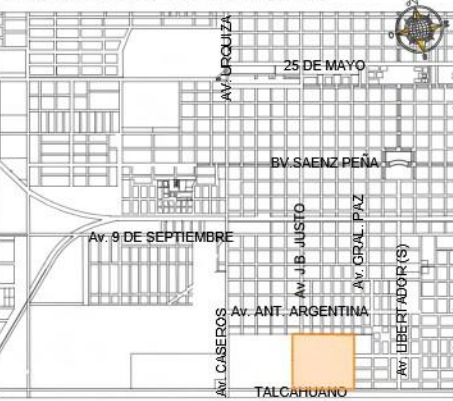 AV. URQUIZA
25 DE MAYO
BV.SAENZ PEÑA
Av. 9 DE SEPTIEMBRE
Av. J.B. JUSTO
Av. GRAL. PAZ
Av. LIBERTADOR (S)
Av. ANT. ARGENTINA
Av. CASEROS
TALCAHUANO